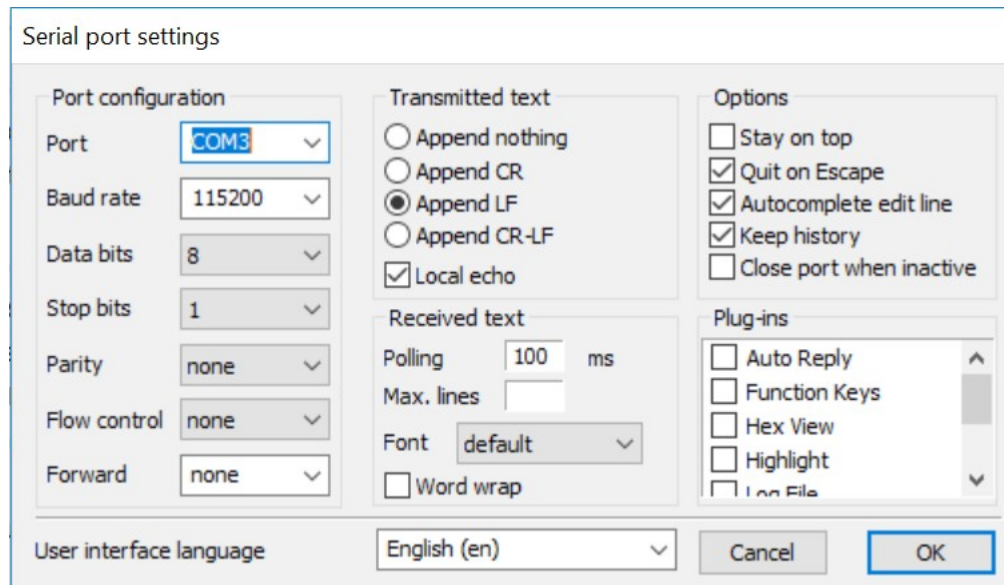 Serial port settings
Port configuration
Port COM3
Baud rate 115200
Data bits 8
Stop bits 1
Parity none
Flow control none
Forward none
Transmitted text
Append nothing
Append CR
Append LF
Append CR-LF
Local echo
Received text
Polling 100 ms
Max. lines
Font default
Word wrap
Options
Stay on top
Quit on Escape
Autocomplete edit line
Keep history
Close port when inactive
Plug-ins
Auto Reply
Function Keys
Hex View
Highlight
Log File
User interface language English (en) Cancel OK